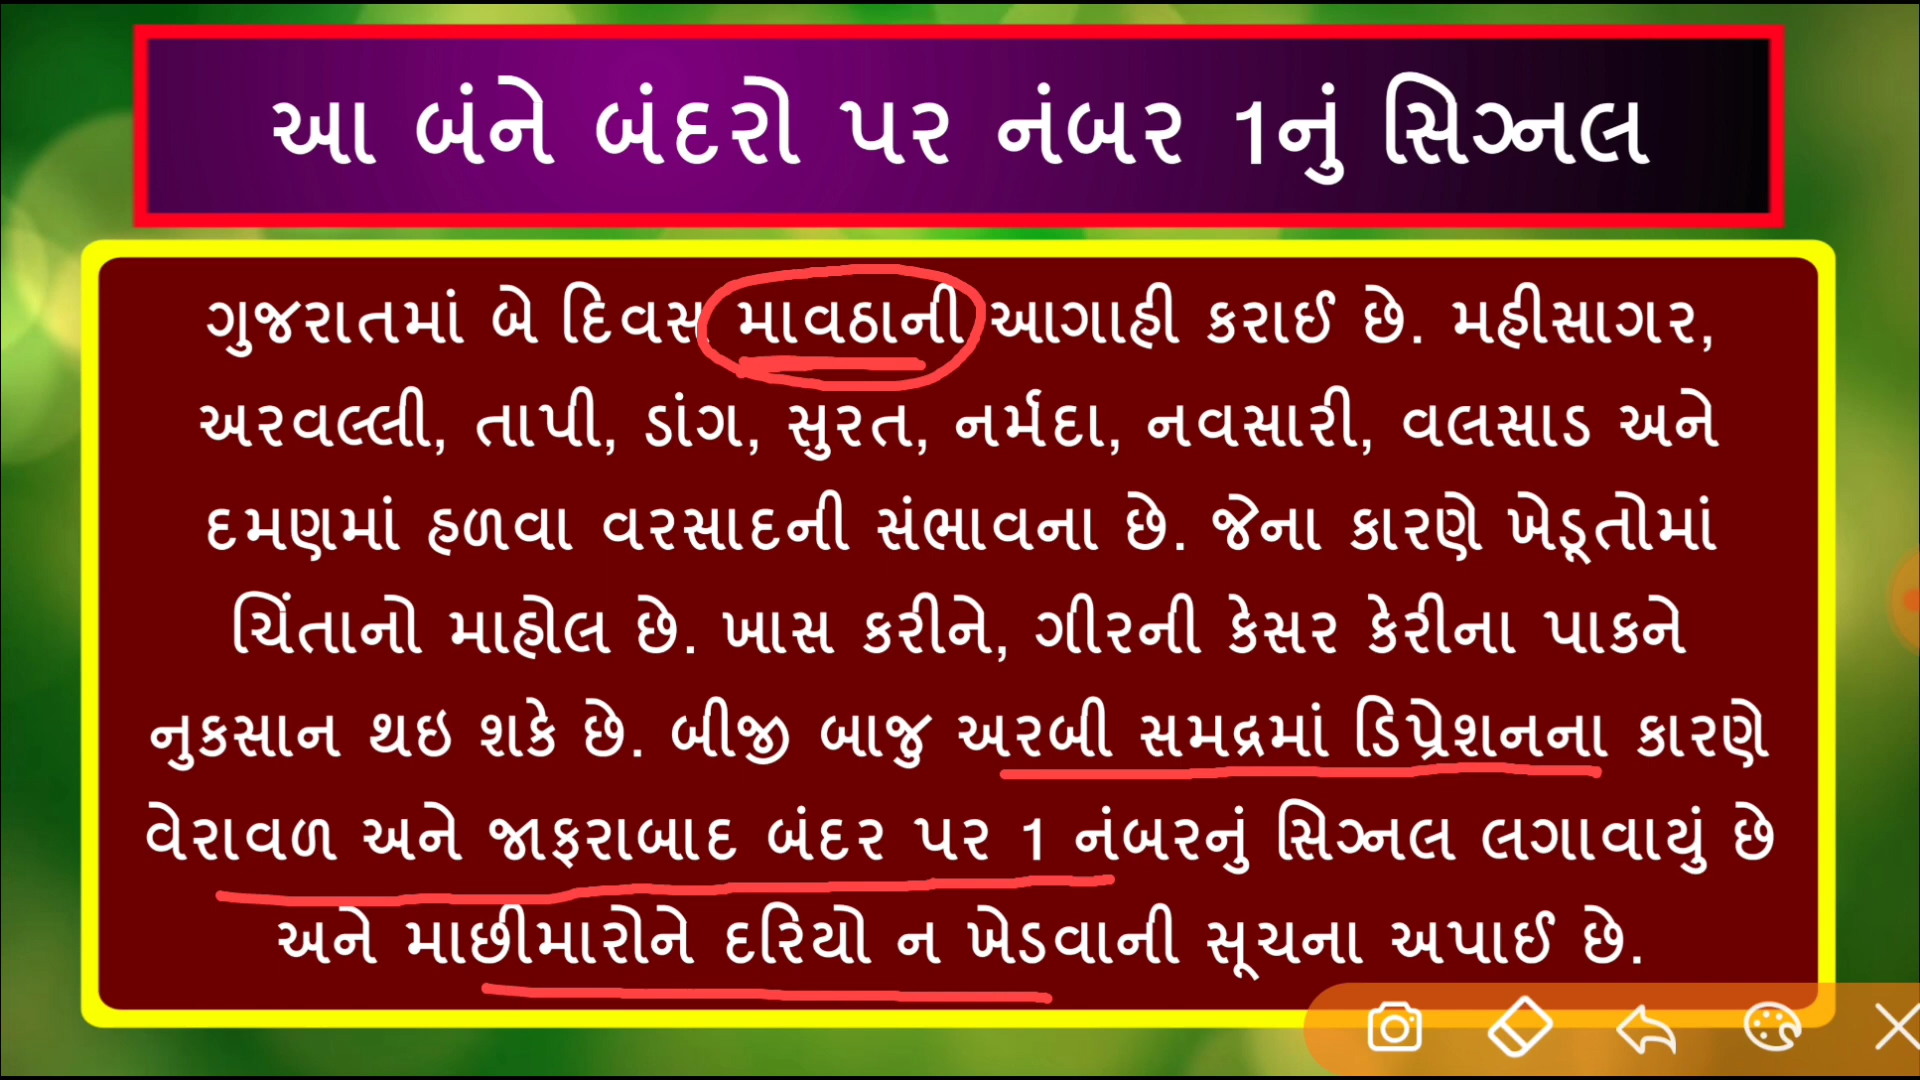 આ બંને બંદરો પર નંબર 1નું સિગ્નલ
ગુજરાતમાં બે દિવસ માવઠાની આગાહી કરાઈ છે. મહીસાગર,
અરવલ્લી, તાપી, ડાંગ, સુરત, નર્મદા, નવસારી, વલસાડ અને
દમણમાં હળવા વરસાદની સંભાવના છે. જેના કારણે ખેડૂતોમાં
ચિંતાનો માહોલ છે. ખાસ કરીને, ગીરની કેસર કેરીના પાકને
નુકસાન થઇ શકે છે. બીજી બાજુ અરબી સમદ્રમાં ડિપ્રેશનના કારણે
વેરાવળ અને જાફરાબાદ બંદર પર 1 નંબરનું સિગ્નલ લગાવાયું છે
અને માછીમારોને દરિયો ન ખેડવાની સૂચના અપાઈ છે.